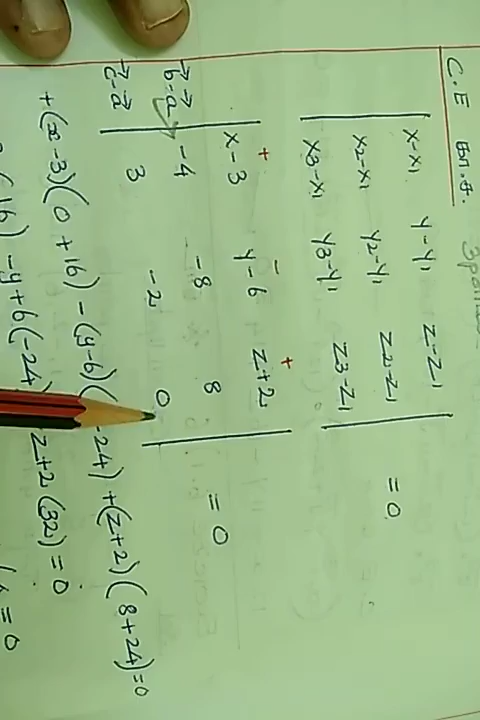 C.E
x-x₁ y-y₁ z-z₁
x₂-x₁ y₂-y₁ z₂-z₁ = 0
x₃-x₁ y₃-y₁ z₃-z₁
+ - +
x-3 y-6 z+2
b⃗-a⃗ -4 -8 8 = 0
c⃗-a⃗ 3 -2 0
+(x-3)(0+16) -(y-6)( -24) +(z+2)(8+24)=0
16) -y+6(-24) z+2(32)=0
= 0